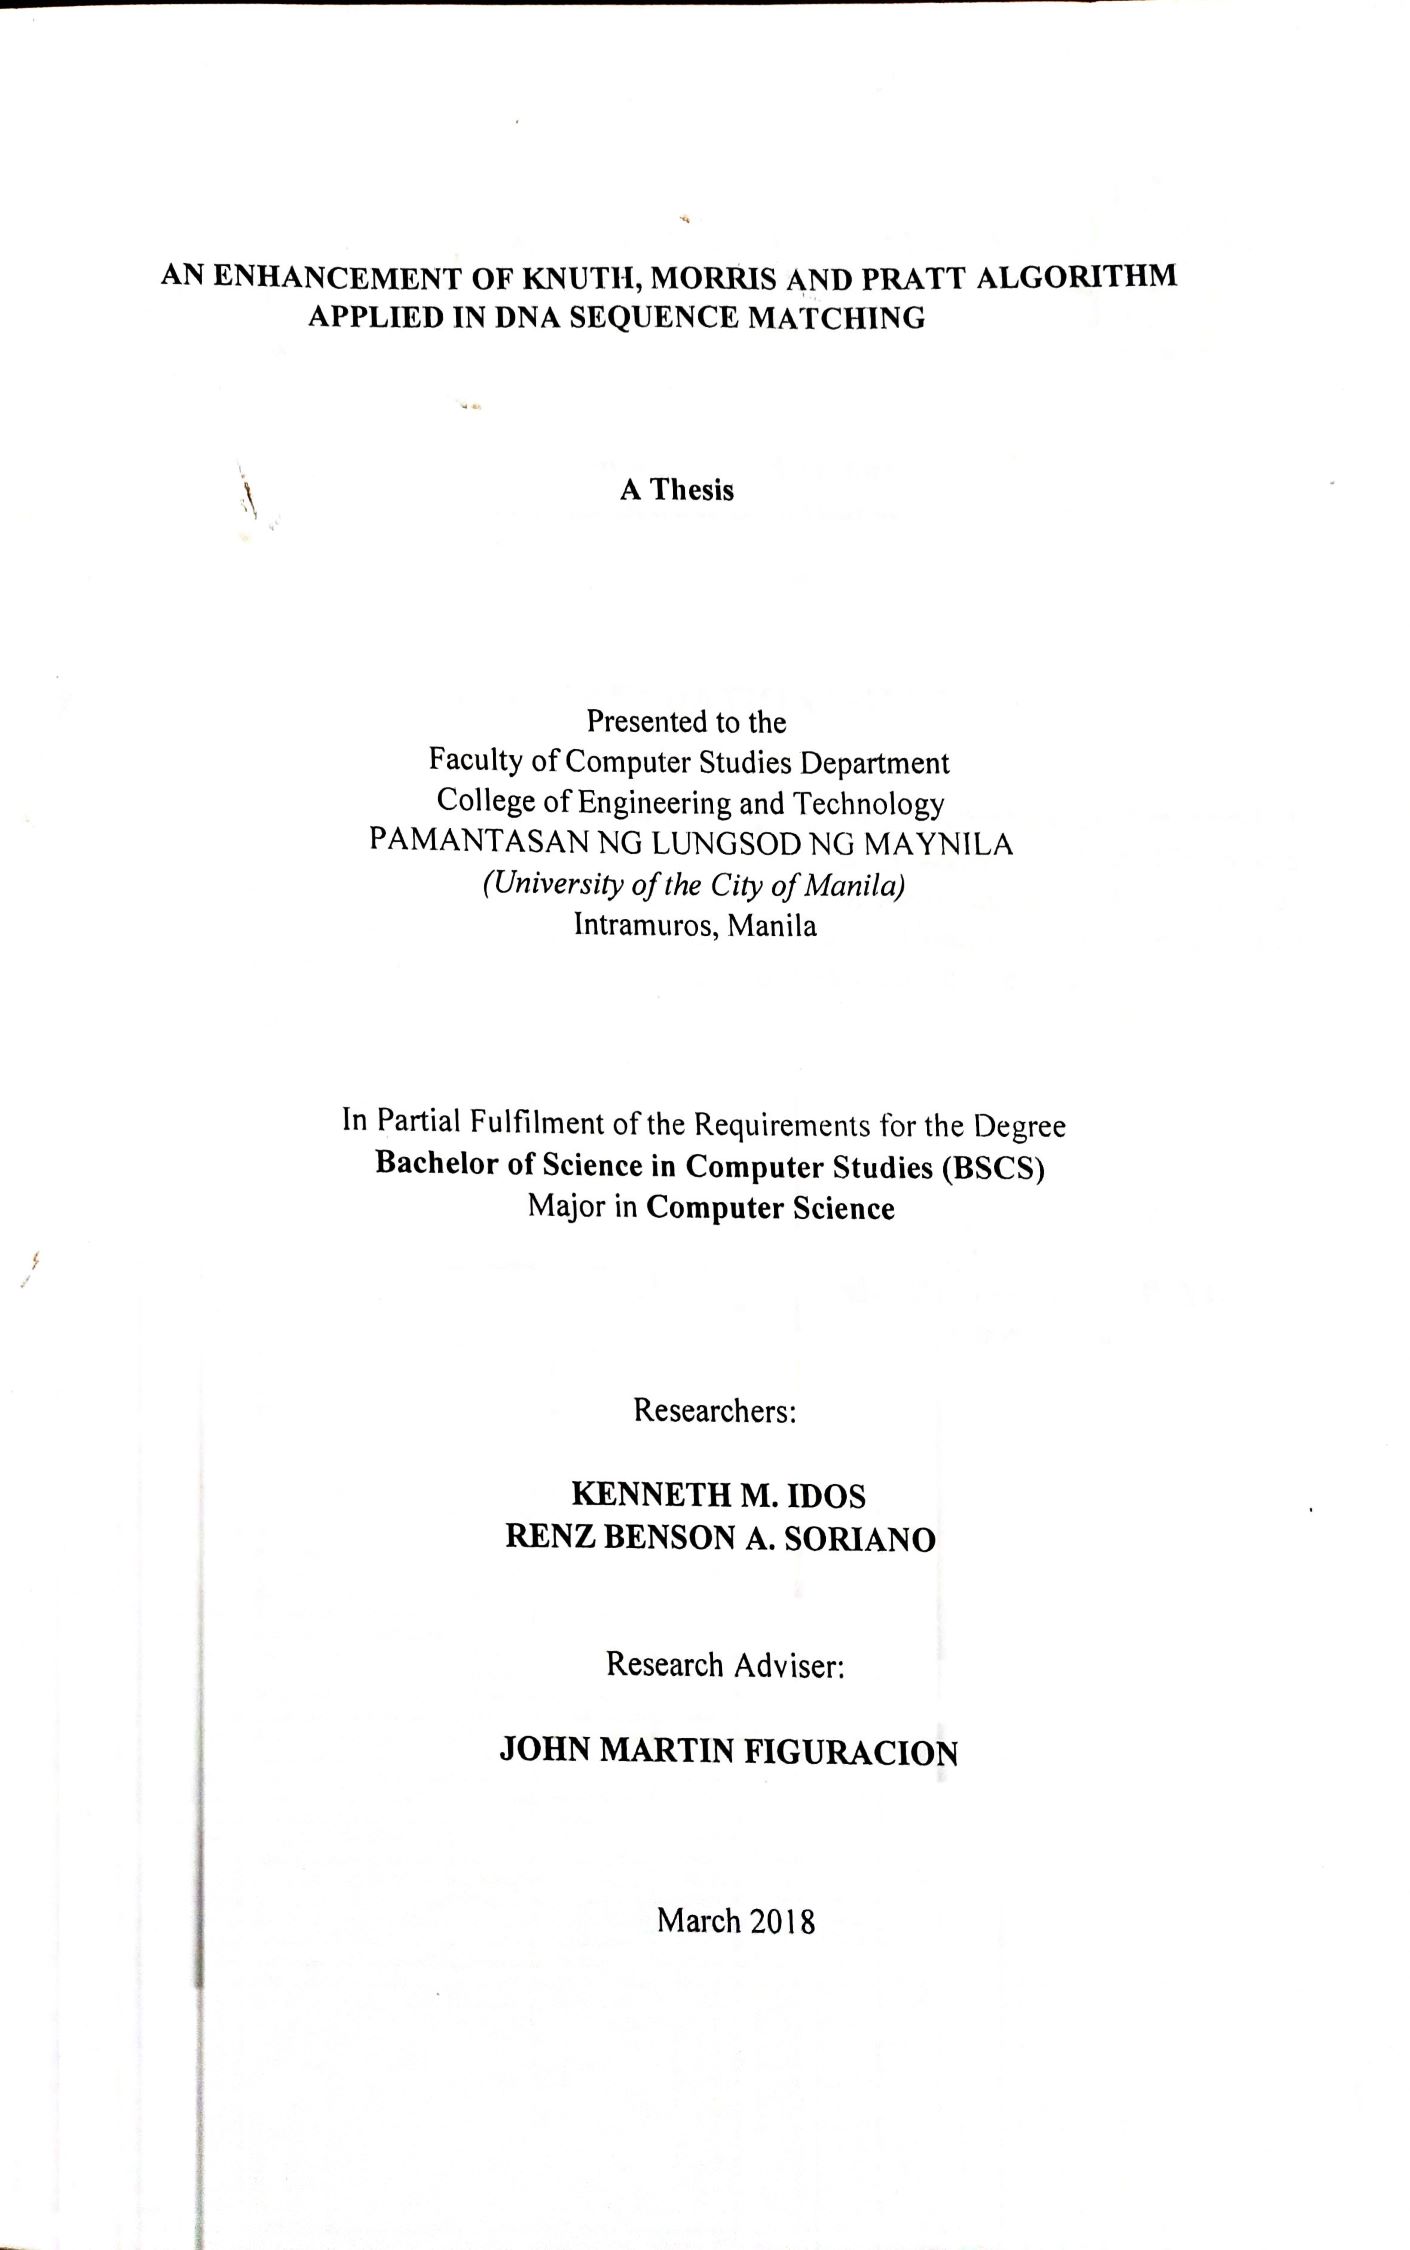 AN ENHANCEMENT OF KNUTH, MORRIS AND PRATT ALGORITHM
APPLIED IN DNA SEQUENCE MATCHING
A Thesis
Presented to the
Faculty of Computer Studies Department
College of Engineering and Technology
PAMANTASAN NG LUNGSOD NG MAYNILA
(University of the City of Manila)
Intramuros, Manila
In Partial Fulfilment of the Requirements for the Degree
Bachelor of Science in Computer Studies (BSCS)
Major in Computer Science
Researchers:
KENNETH M. IDOS
RENZ BENSON A. SORIANO
Research Adviser:
JOHN MARTIN FIGURACION
March 2018